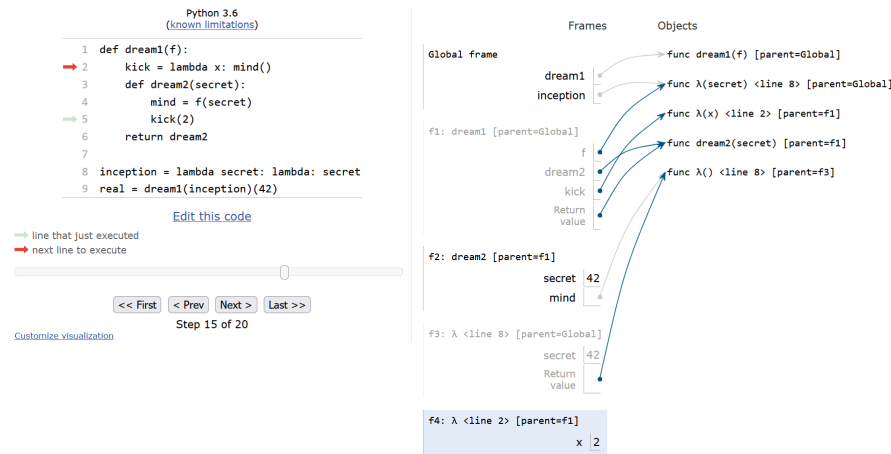 Python 3.6
(known limitations)
1 def dream1(f):
2     kick = lambda x: mind()
3     def dream2(secret):
4         mind = f(secret)
5         kick(2)
6     return dream2
7
8 inception = lambda secret: lambda: secret
9 real = dream1(inception)(42)
Edit this code
line that just executed
next line to execute
<< First < Prev Next > Last >>
Step 15 of 20
Customize visualization
Frames Objects
Global frame
dream1
inception
f1: dream1 [parent=Global]
f
dream2
kick
Return
value
f2: dream2 [parent=f1]
secret 42
mind
f3: λ <line 8> [parent=Global]
secret 42
Return
value
f4: λ <line 2> [parent=f1]
x 2
func dream1(f) [parent=Global]
func λ(secret) <line 8> [parent=Global]
func λ(x) <line 2> [parent=f1]
func dream2(secret) [parent=f1]
func λ() <line 8> [parent=f3]